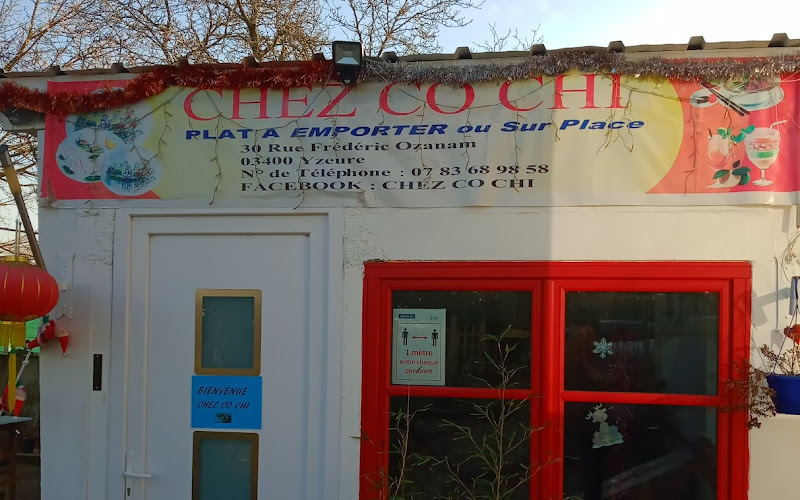 CHEZ CO CHI
PLAT A EMPORTER ou Sur Place
30 Rue Frédéric Ozanam
03400 Yzeure
N° de Téléphone : 07 83 68 98 58
FACEBOOK : CHEZ CO CHI
1 mètre
entre chaque
personne
BIENVENUE
CHEZ CO CHI